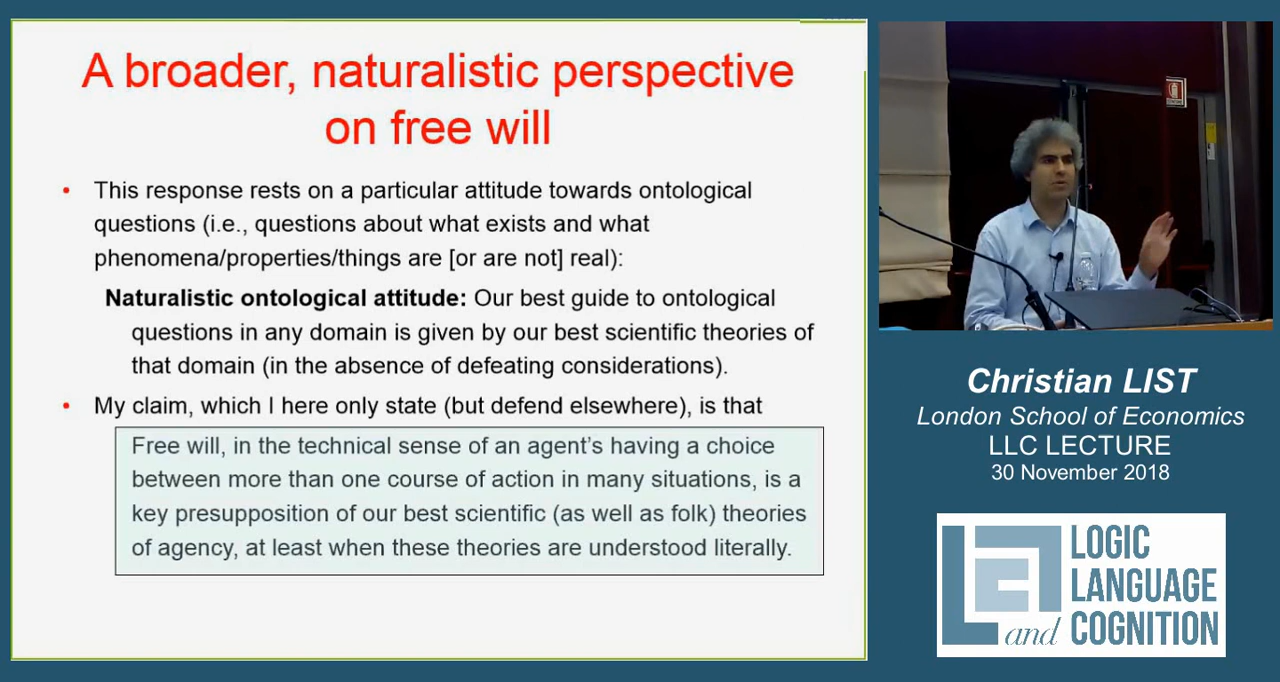 A broader, naturalistic perspective
on free will
• This response rests on a particular attitude towards ontological
questions (i.e., questions about what exists and what
phenomena/properties/things are [or are not] real):
Naturalistic ontological attitude: Our best guide to ontological
questions in any domain is given by our best scientific theories of
that domain (in the absence of defeating considerations).
• My claim, which I here only state (but defend elsewhere), is that
Free will, in the technical sense of an agent's having a choice
between more than one course of action in many situations, is a
key presupposition of our best scientific (as well as folk) theories
of agency, at least when these theories are understood literally.
Christian LIST
London School of Economics
LLC LECTURE
30 November 2018
LOGIC
LANGUAGE
and COGNITION